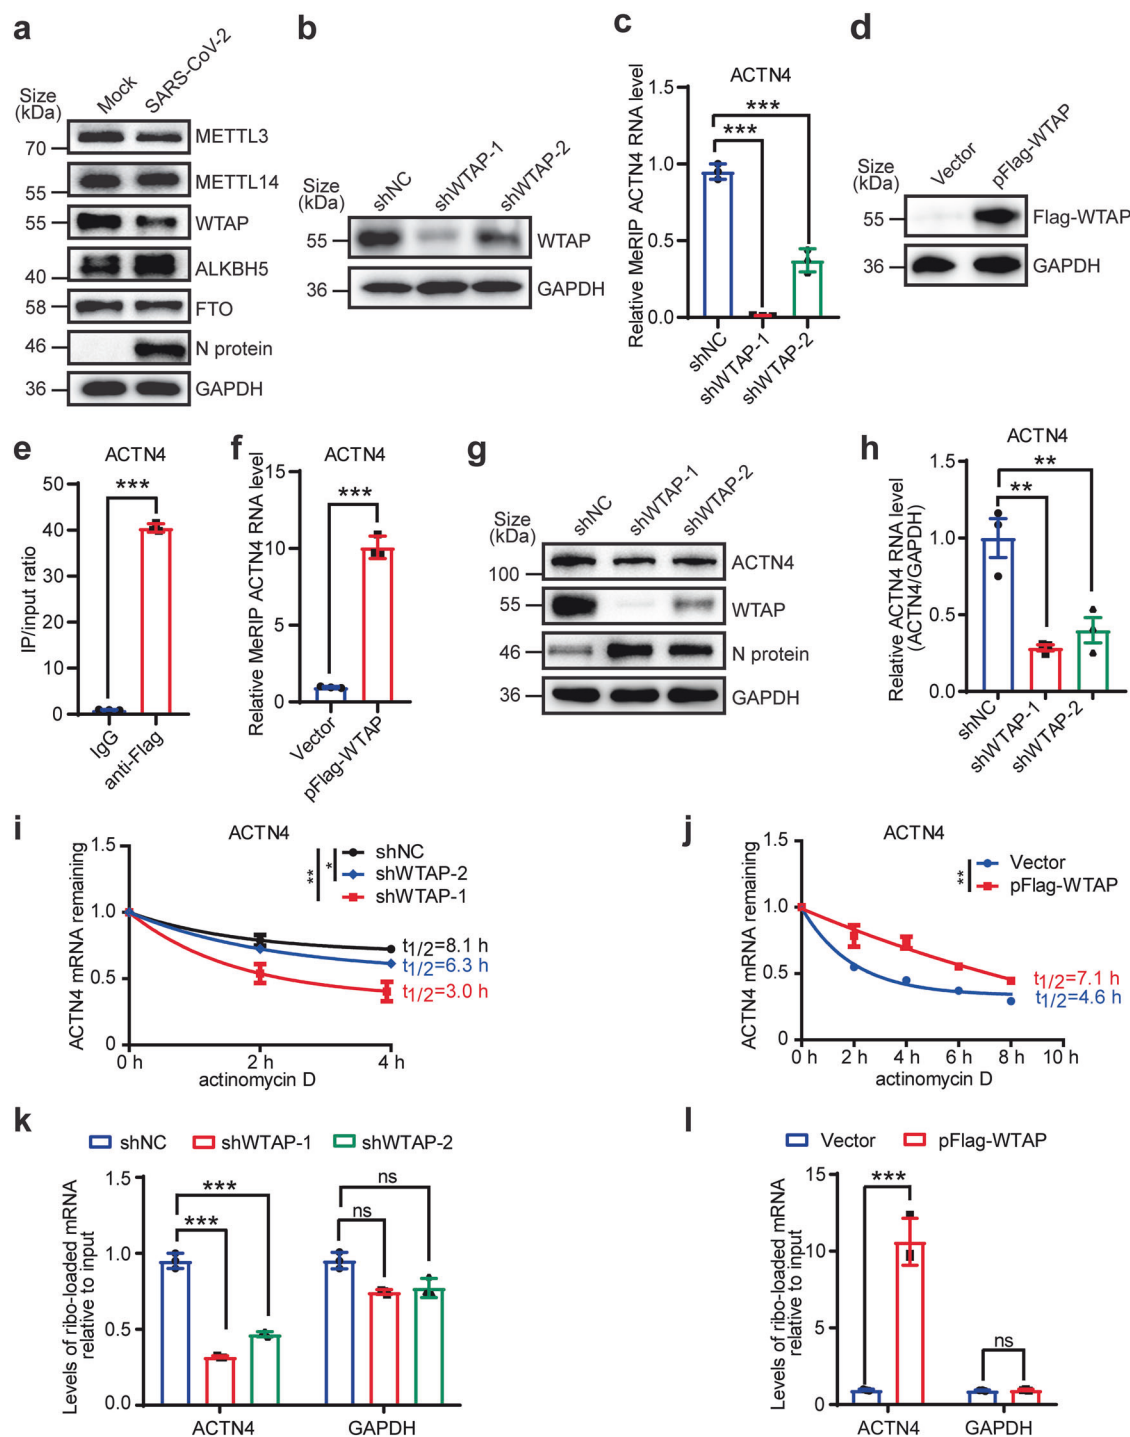 a
Size
(kDa)
Mock
SARS-CoV-2
METTL3
70
METTL14
55
55
WTAP
ALKBH5
40
58
FTO
46
N protein
36
GAPDH
b
Size
(kDa)
shNC
shWTAP-1
shWTAP-2
55
WTAP
36
GAPDH
c
ACTN4
Relative MeRIP ACTN4 RNA level
1.5
1.0
0.5
0.0
***
***
shNC
shWTAP-1
shWTAP-2
d
Size
(kDa)
Vector
pFlag-WTAP
55
Flag-WTAP
36
GAPDH
e
ACTN4
IP/input ratio
50
40
30
20
10
0
***
IgG
anti-Flag
f
ACTN4
Relative MeRIP ACTN4 RNA level
15
10
5
0
***
Vector
pFlag-WTAP
g
Size
(kDa)
shNC
shWTAP-1
shWTAP-2
ACTN4
100
55
WTAP
46
N protein
36
GAPDH
h
ACTN4
Relative ACTN4 RNA level
(ACTN4/GAPDH)
1.5
1.0
0.5
0.0
**
**
shNC
shWTAP-1
shWTAP-2
i
ACTN4
ACTN4 mRNA remaining
1.5
1.0
0.5
0
**
*
shNC
shWTAP-2
shWTAP-1
t1/2=8.1 h
t1/2=6.3 h
t1/2=3.0 h
0 h
2 h
4 h
actinomycin D
j
ACTN4
ACTN4 mRNA remaining
1.5
1.0
0.5
0
**
Vector
pFlag-WTAP
t1/2=7.1 h
t1/2=4.6 h
0 h
2 h
4 h
6 h
8 h
10 h
actinomycin D
k
shNC
shWTAP-1
shWTAP-2
Levels of ribo-loaded mRNA
relative to input
1.5
1.0
0.5
0.0
***
***
ns
ns
ACTN4
GAPDH
l
Vector
pFlag-WTAP
Levels of ribo-loaded mRNA
relative to input
15
10
5
0
***
ns
ACTN4
GAPDH